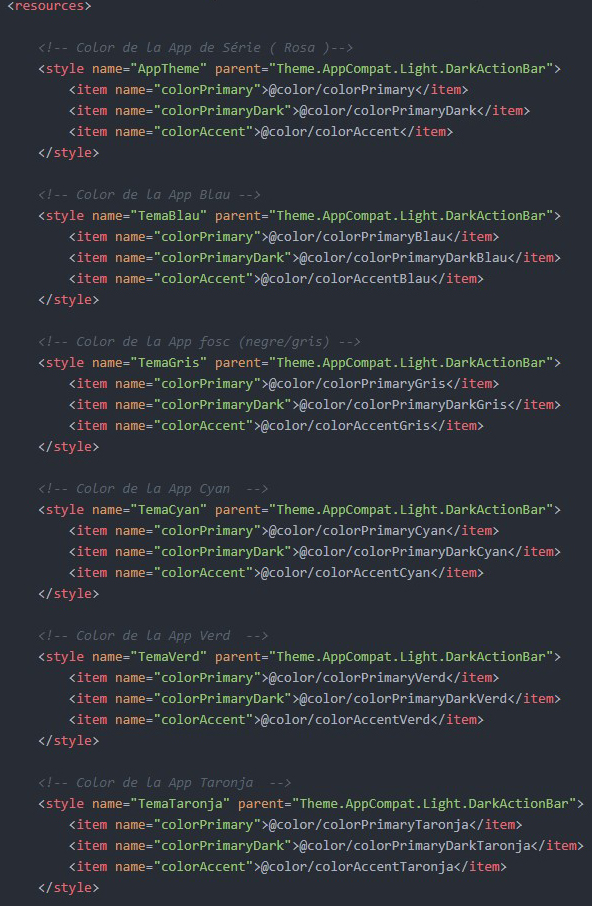 <resources>
<!-- Color de la App de Série ( Rosa )-->
<style name="AppTheme" parent="Theme.AppCompat.Light.DarkActionBar">
<item name="colorPrimary">@color/colorPrimary</item>
<item name="colorPrimaryDark">@color/colorPrimaryDark</item>
<item name="colorAccent">@color/colorAccent</item>
</style>
<!-- Color de la App Blau -->
<style name="TemaBlau" parent="Theme.AppCompat.Light.DarkActionBar">
<item name="colorPrimary">@color/colorPrimaryBlau</item>
<item name="colorPrimaryDark">@color/colorPrimaryDarkBlau</item>
<item name="colorAccent">@color/colorAccentBlau</item>
</style>
<!-- Color de la App fosc (negre/gris) -->
<style name="TemaGris" parent="Theme.AppCompat.Light.DarkActionBar">
<item name="colorPrimary">@color/colorPrimaryGris</item>
<item name="colorPrimaryDark">@color/colorPrimaryDarkGris</item>
<item name="colorAccent">@color/colorAccentGris</item>
</style>
<!-- Color de la App Cyan  -->
<style name="TemaCyan" parent="Theme.AppCompat.Light.DarkActionBar">
<item name="colorPrimary">@color/colorPrimaryCyan</item>
<item name="colorPrimaryDark">@color/colorPrimaryDarkCyan</item>
<item name="colorAccent">@color/colorAccentCyan</item>
</style>
<!-- Color de la App Verd  -->
<style name="TemaVerd" parent="Theme.AppCompat.Light.DarkActionBar">
<item name="colorPrimary">@color/colorPrimaryVerd</item>
<item name="colorPrimaryDark">@color/colorPrimaryDarkVerd</item>
<item name="colorAccent">@color/colorAccentVerd</item>
</style>
<!-- Color de la App Taronja  -->
<style name="TemaTaronja" parent="Theme.AppCompat.Light.DarkActionBar">
<item name="colorPrimary">@color/colorPrimaryTaronja</item>
<item name="colorPrimaryDark">@color/colorPrimaryDarkTaronja</item>
<item name="colorAccent">@color/colorAccentTaronja</item>
</style>